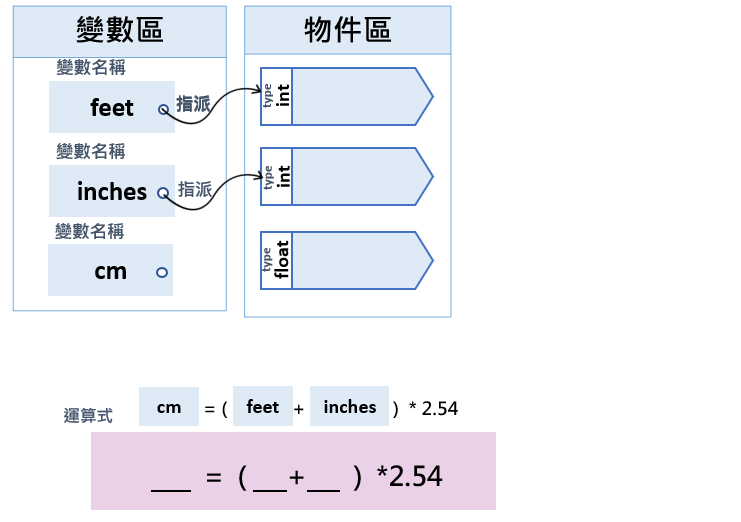 變數區
物件區
變數名稱
feet
指派
type
int
變數名稱
inches
指派
type
int
變數名稱
cm
type
float
運算式 cm = ( feet + inches ) * 2.54
___ = ( ___+___ ) *2.54